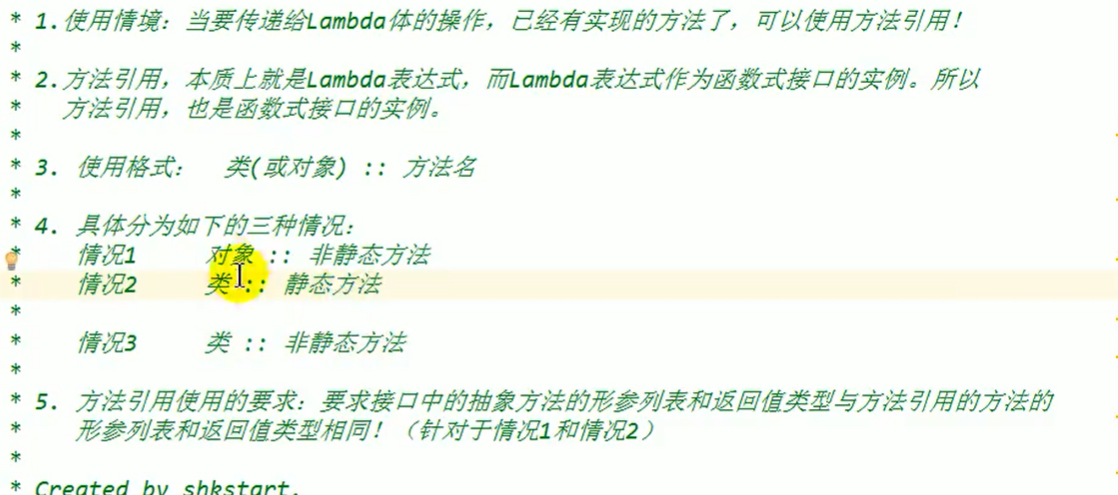 * 1.使用情境：当要传递给Lambda体的操作，已经有实现的方法了，可以使用方法引用！
*
* 2.方法引用，本质上就是Lambda表达式，而Lambda表达式作为函数式接口的实例。所以
* 方法引用，也是函数式接口的实例。
*
* 3. 使用格式： 类(或对象) :: 方法名
*
* 4. 具体分为如下的三种情况：
* 情况1 对象 :: 非静态方法
* 情况2 类 :: 静态方法
*
* 情况3 类 :: 非静态方法
*
* 5. 方法引用使用的要求：要求接口中的抽象方法的形参列表和返回值类型与方法引用的方法的
* 形参列表和返回值类型相同！（针对于情况1和情况2）
*
* Created by shkstart.